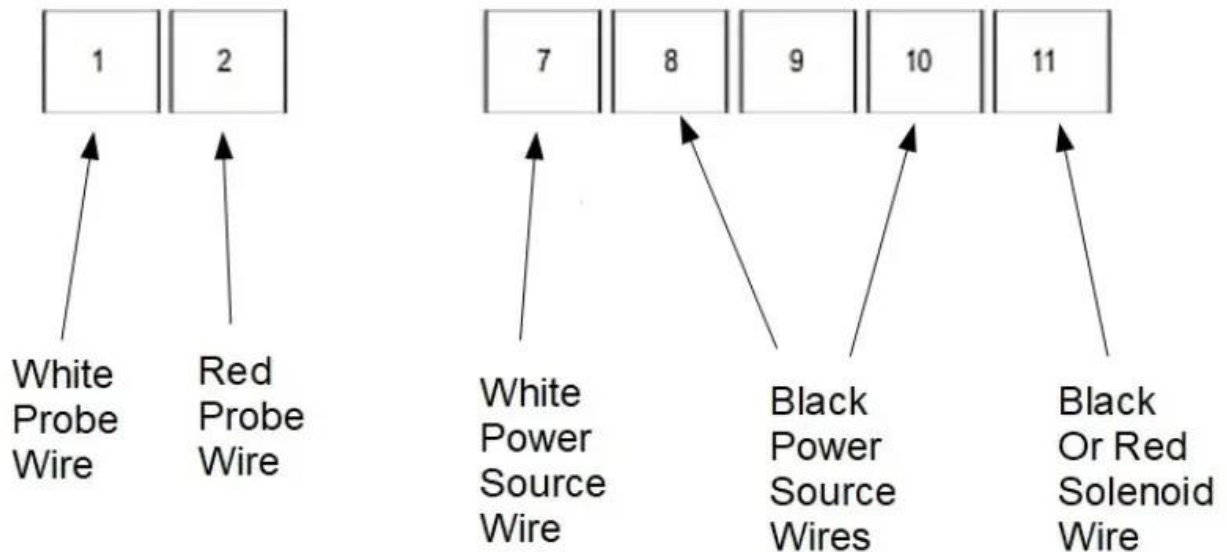 1 2 7 8 9 10 11
White
Probe
Wire
Red
Probe
Wire
White
Power
Source
Wire
Black
Power
Source
Wires
Black
Or Red
Solenoid
Wire